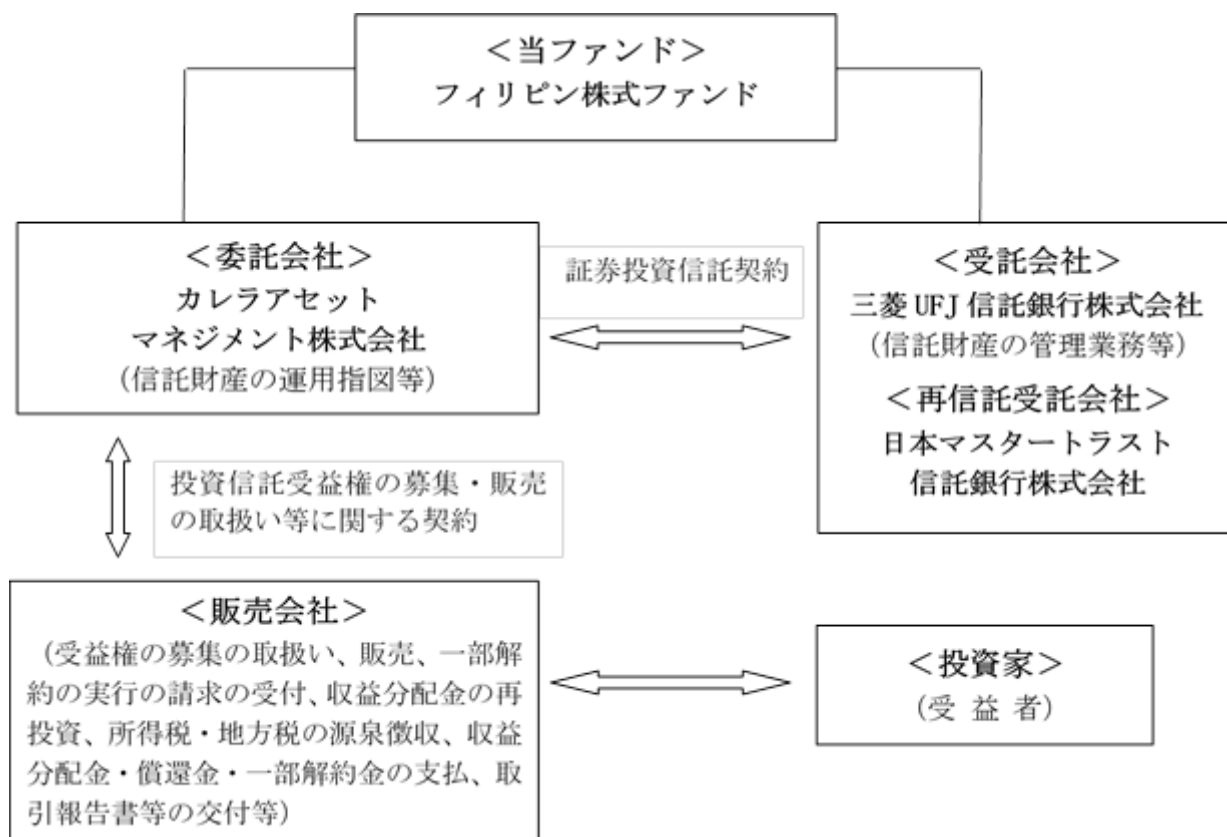 ＜当ファンド＞
フィリピン株式ファンド
＜委託会社＞
カレラアセット
マネジメント株式会社
（信託財産の運用指図等）
証券投資信託契約
＜受託会社＞
三菱 UFJ 信託銀行株式会社
（信託財産の管理業務等）
＜再信託受託会社＞
日本マスタートラスト
信託銀行株式会社
投資信託受益権の募集・販売
の取扱い等に関する契約
＜販売会社＞
（受益権の募集の取扱い、販売、一部解
約の実行の請求の受付、収益分配金の再
投資、所得税・地方税の源泉徴収、収益
分配金・償還金・一部解約金の支払、取
引報告書等の交付等）
＜投資家＞
（受 益 者）